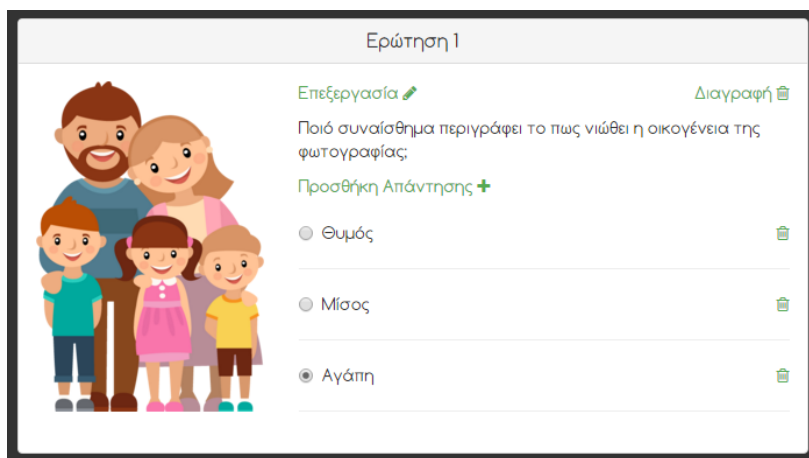 Ερώτηση 1
Επεξεργασία Διαγραφή
Ποιό συναίσθημα περιγράφει το πως νιώθει η οικογένεια της
φωτογραφίας;
Προσθήκη Απάντησης
Θυμός
Μίσος
Αγάπη